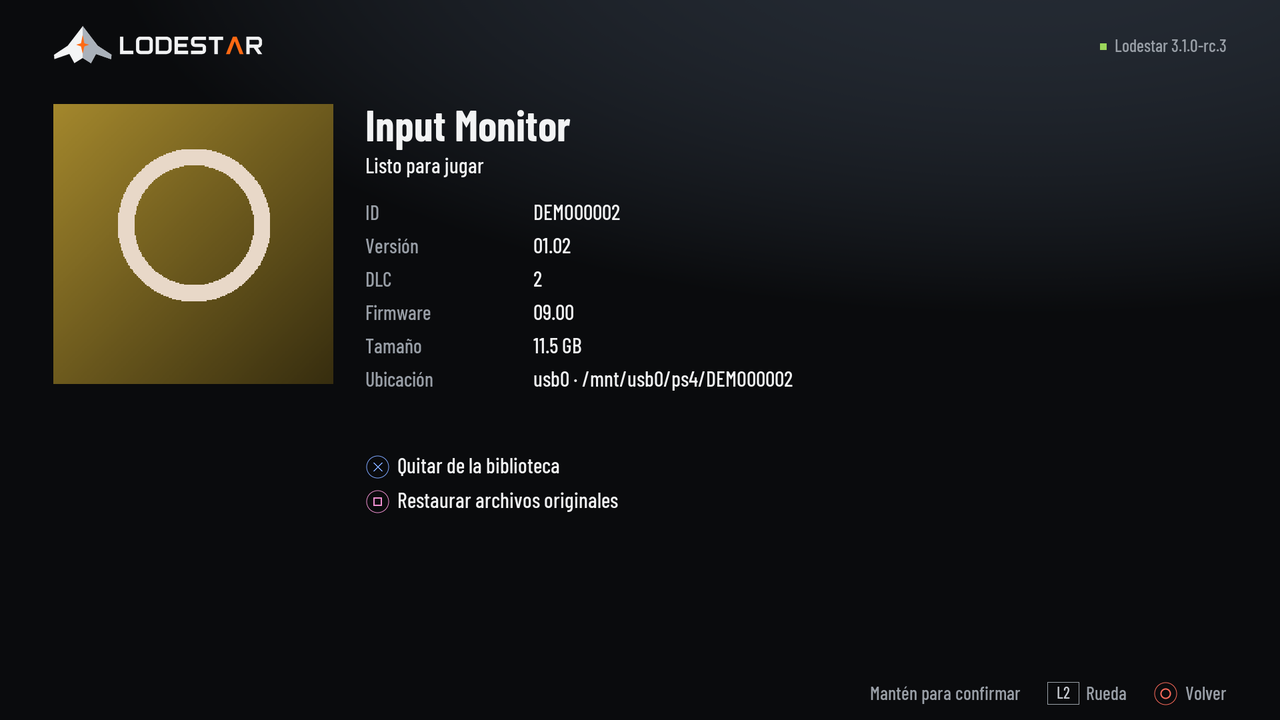 LODESTAR
Lodestar 3.1.0-rc.3
Input Monitor
Listo para jugar
ID DEMO00002
Versión 01.02
DLC 2
Firmware 09.00
Tamaño 11.5 GB
Ubicación usb0 · /mnt/usb0/ps4/DEMO00002
Quitar de la biblioteca
Restaurar archivos originales
Mantén para confirmar L2 Rueda Volver